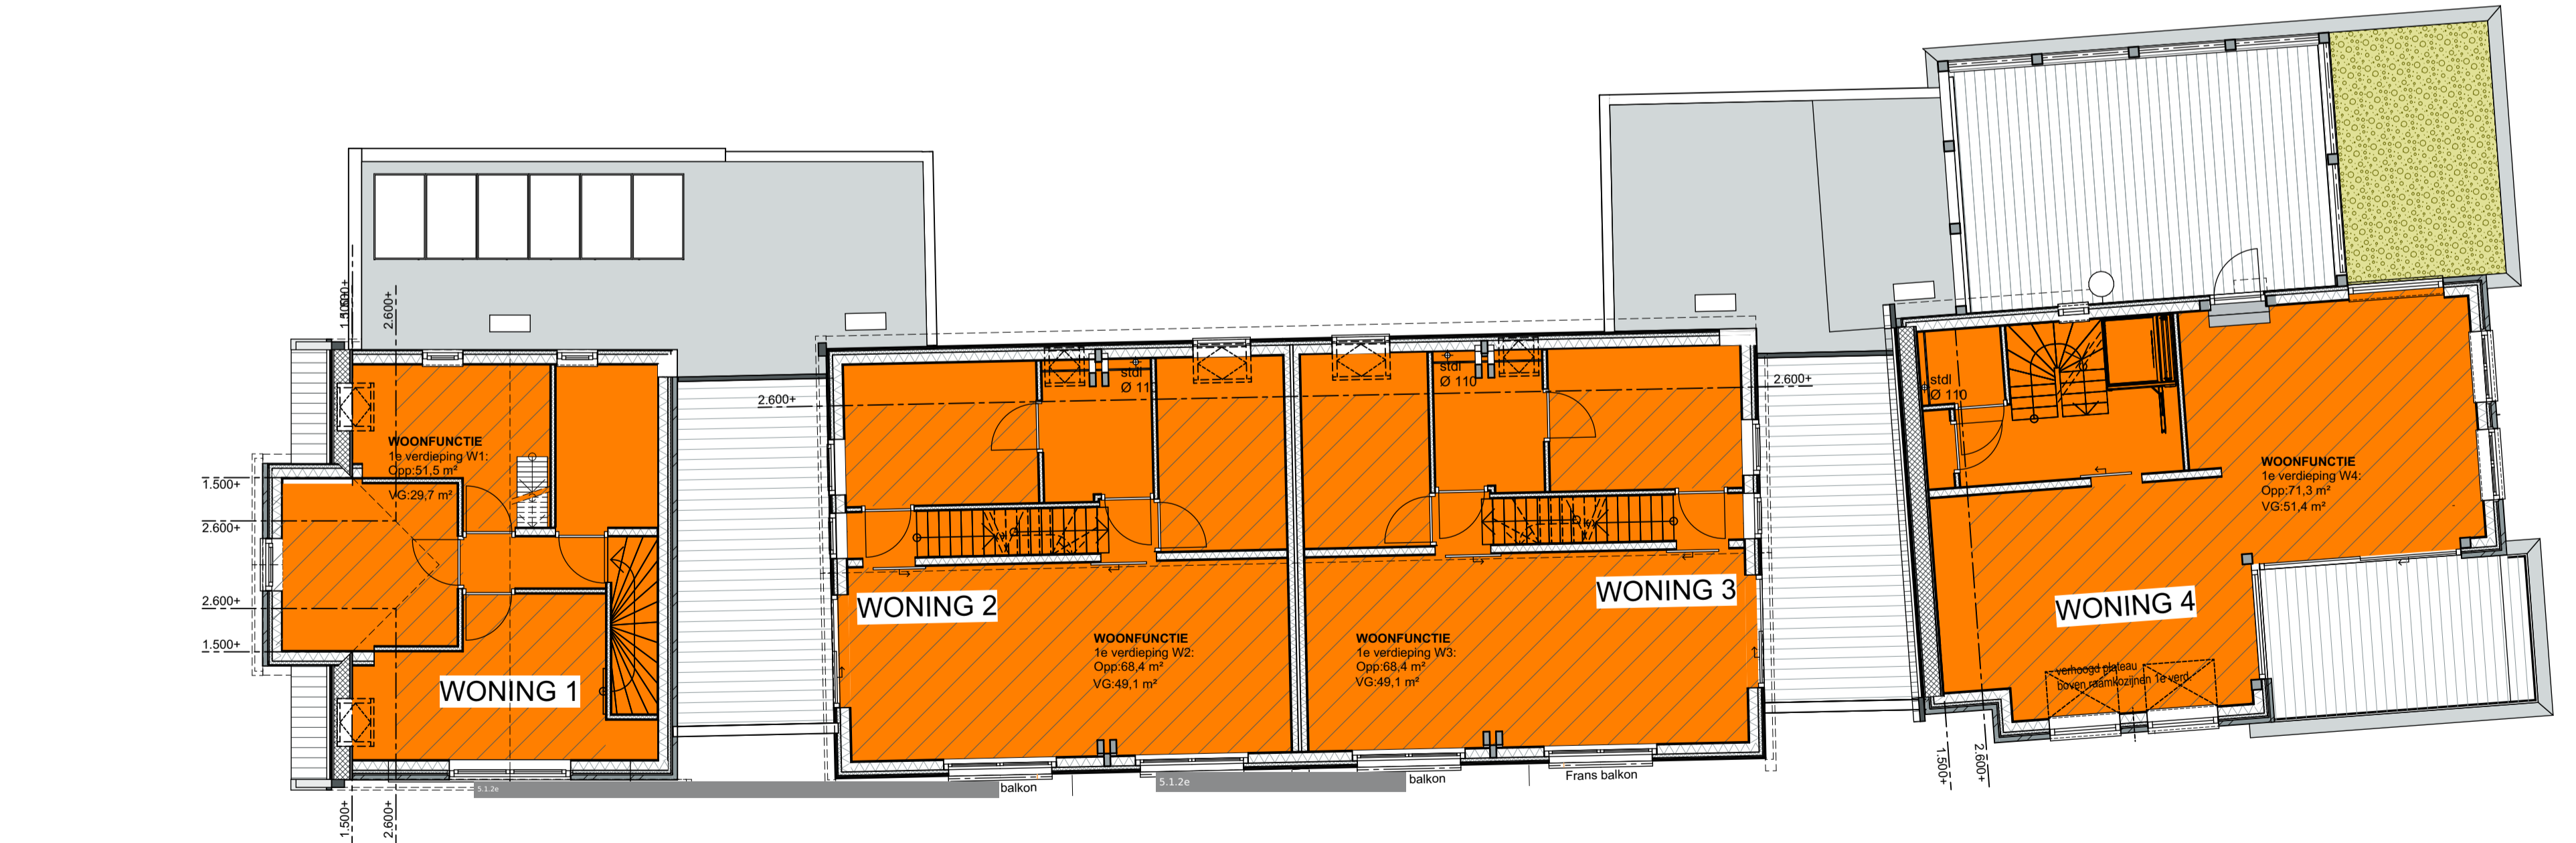 1.500+
2.600+
WOONFUNCTIE
1e verdieping W1:
Opp:51,5 m²
VG:29,7 m²
1.500+
2.600+
2.600+
1.500+
WONING 1
1.500+
2.600+
5.1.2e
balkon
2.600+
stdl
Ø 110
WONING 2
WOONFUNCTIE
1e verdieping W2:
Opp:68,4 m²
VG:49,1 m²
5.1.2e
balkon
stdl
Ø 110
2.600+
WONING 3
WOONFUNCTIE
1e verdieping W3:
Opp:68,4 m²
VG:49,1 m²
Frans balkon
stdl
Ø 110
WOONFUNCTIE
1e verdieping W4:
Opp:71,3 m²
VG:51,4 m²
WONING 4
verhoogd plateau
boven raamkozijnen 1e verd.
1.500+
2.600+